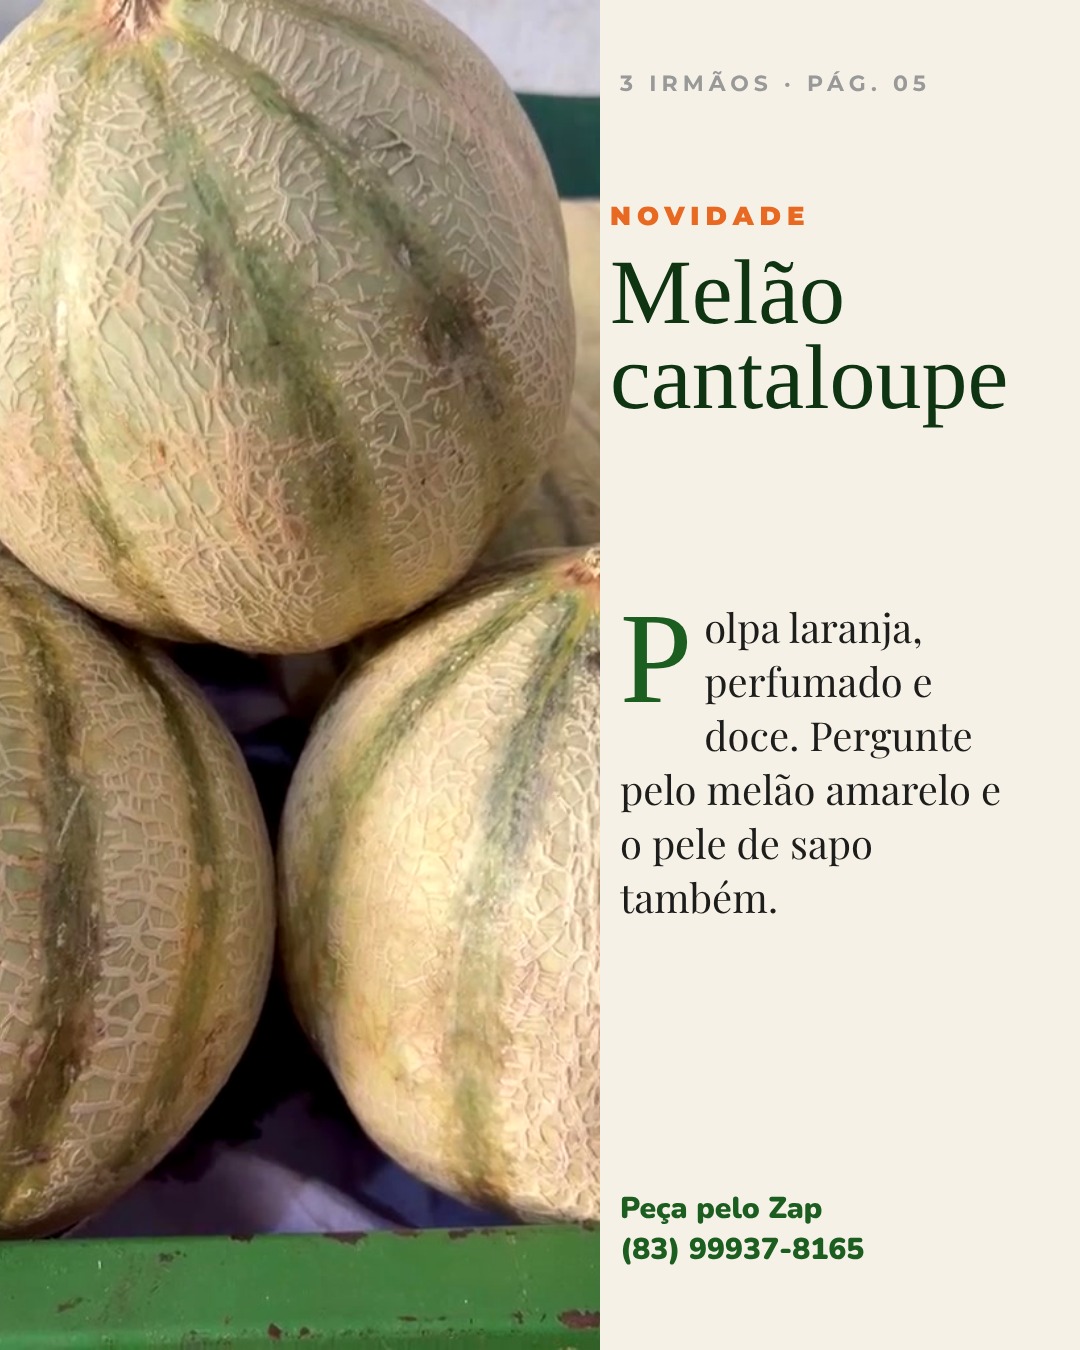 3 IRMÃOS · PÁG. 05
NOVIDADE
Melão
cantaloupe
Polpa laranja,
perfumado e
doce. Pergunte
pelo melão amarelo e
o pele de sapo
também.
Peça pelo Zap
(83) 99937-8165